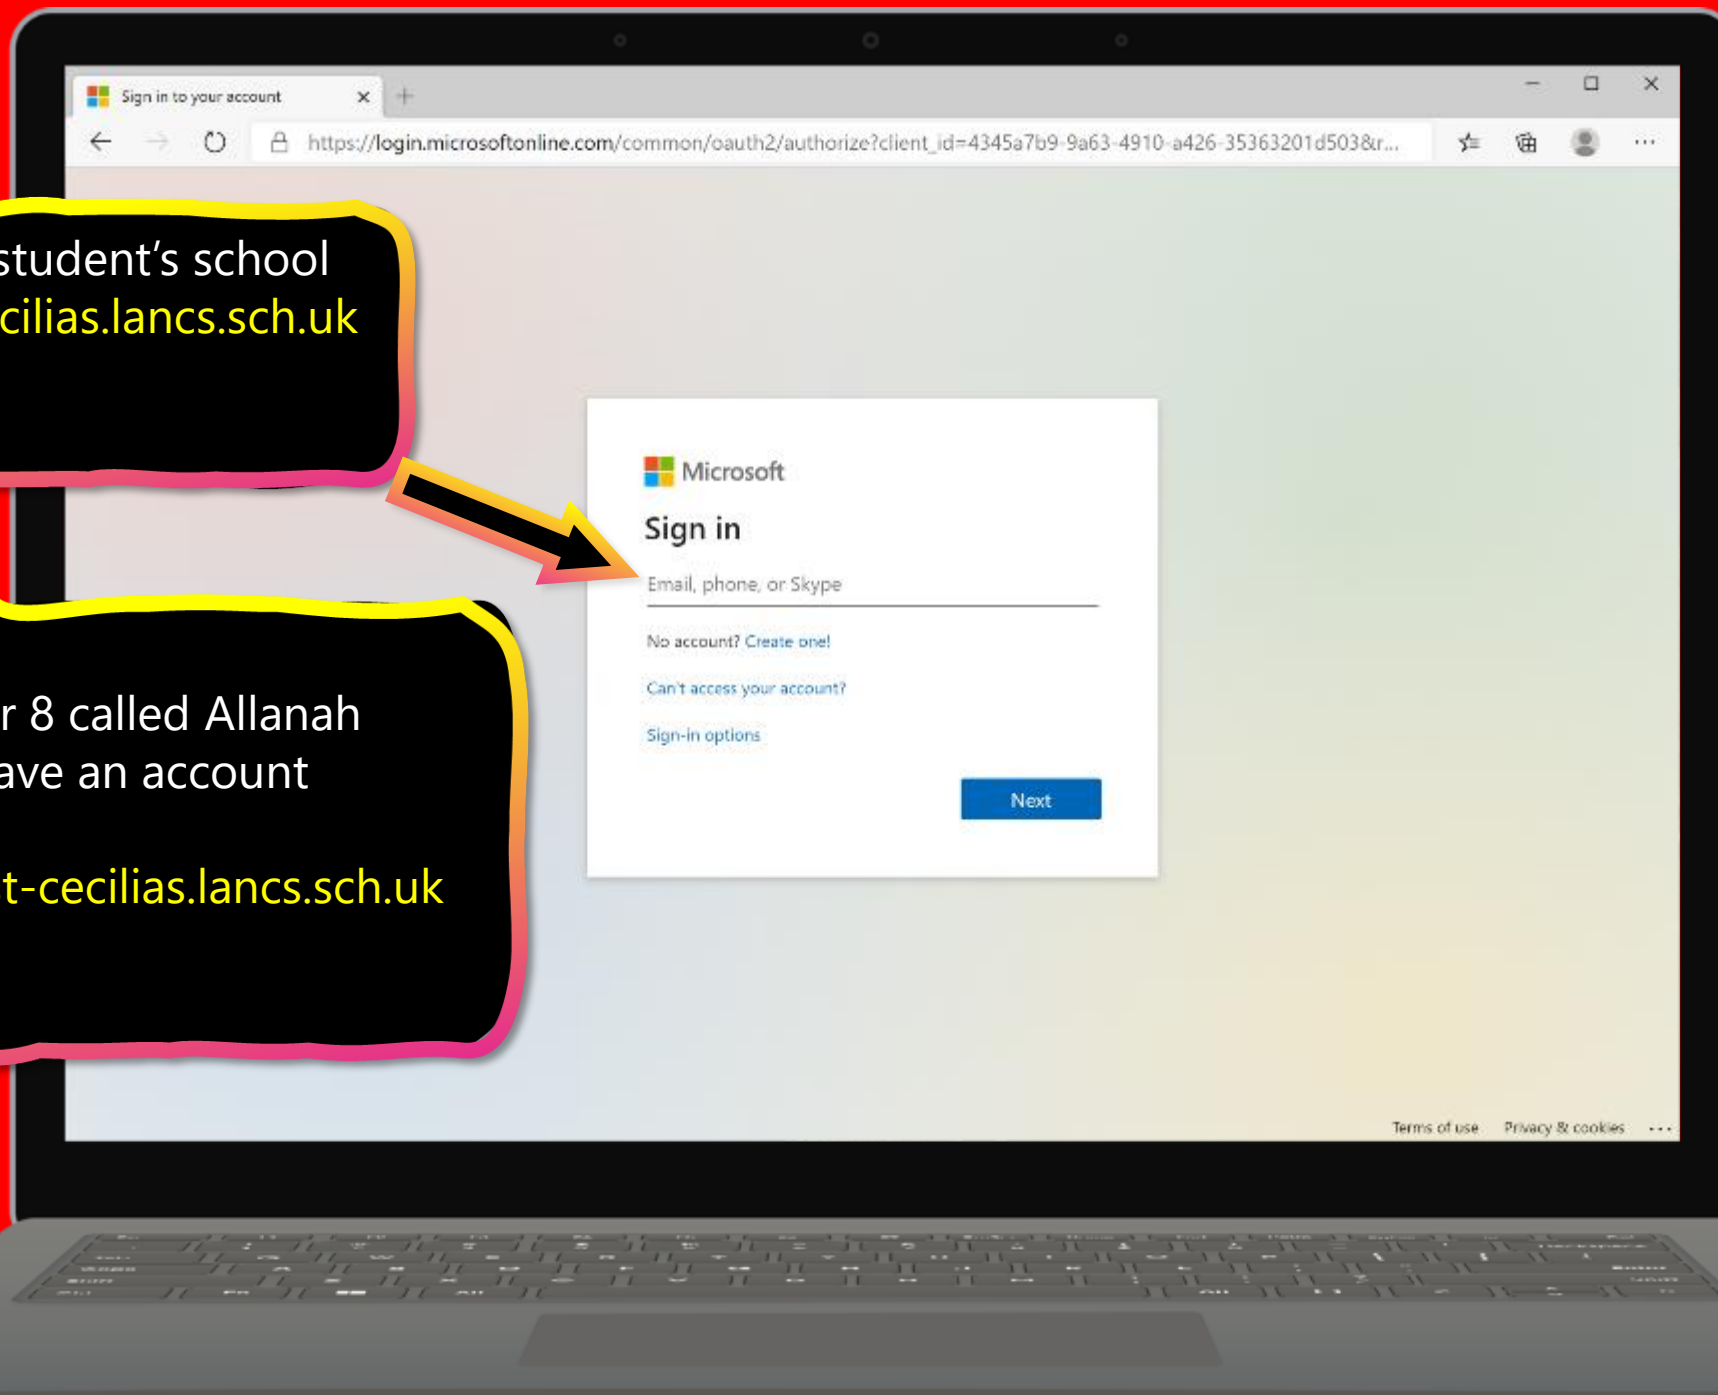 Sign in to your account
https://login.microsoftonline.com/common/oauth2/authorize?client_id=4345a7b9-9a63-4910-a426-35363201d503&r...
student's school
cilias.lancs.sch.uk
Microsoft
Sign in
Email, phone, or Skype
No account? Create one!
Can't access your account?
Sign-in options
Next
r 8 called Allanah
ave an account
t-cecilias.lancs.sch.uk
Terms of use Privacy & cookies ...